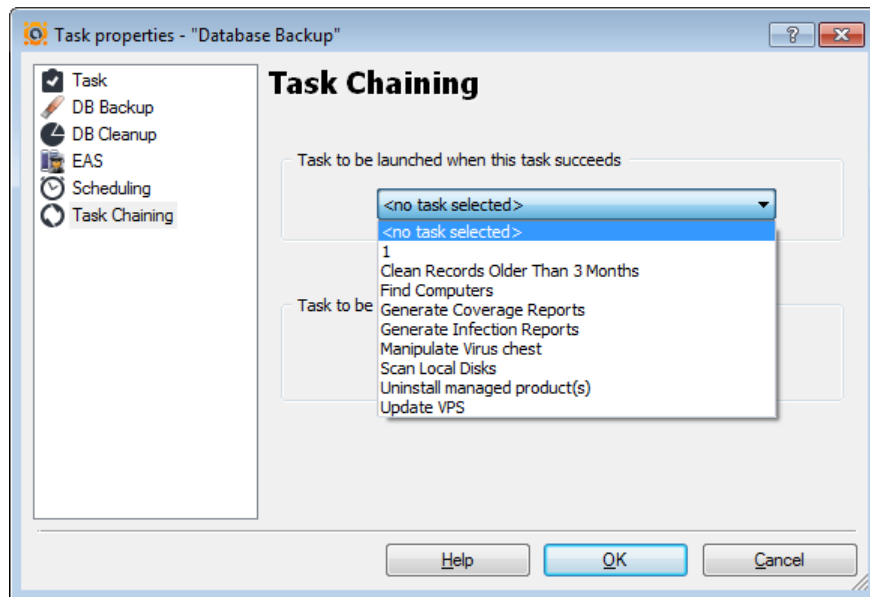 Task properties - "Database Backup"
Task
DB Backup
DB Cleanup
EAS
Scheduling
Task Chaining
Task Chaining
Task to be launched when this task succeeds
<no task selected>
<no task selected>
1
Clean Records Older Than 3 Months
Find Computers
Task to be
Generate Coverage Reports
Generate Infection Reports
Manipulate Virus chest
Scan Local Disks
Uninstall managed product(s)
Update VPS
Help
OK
Cancel